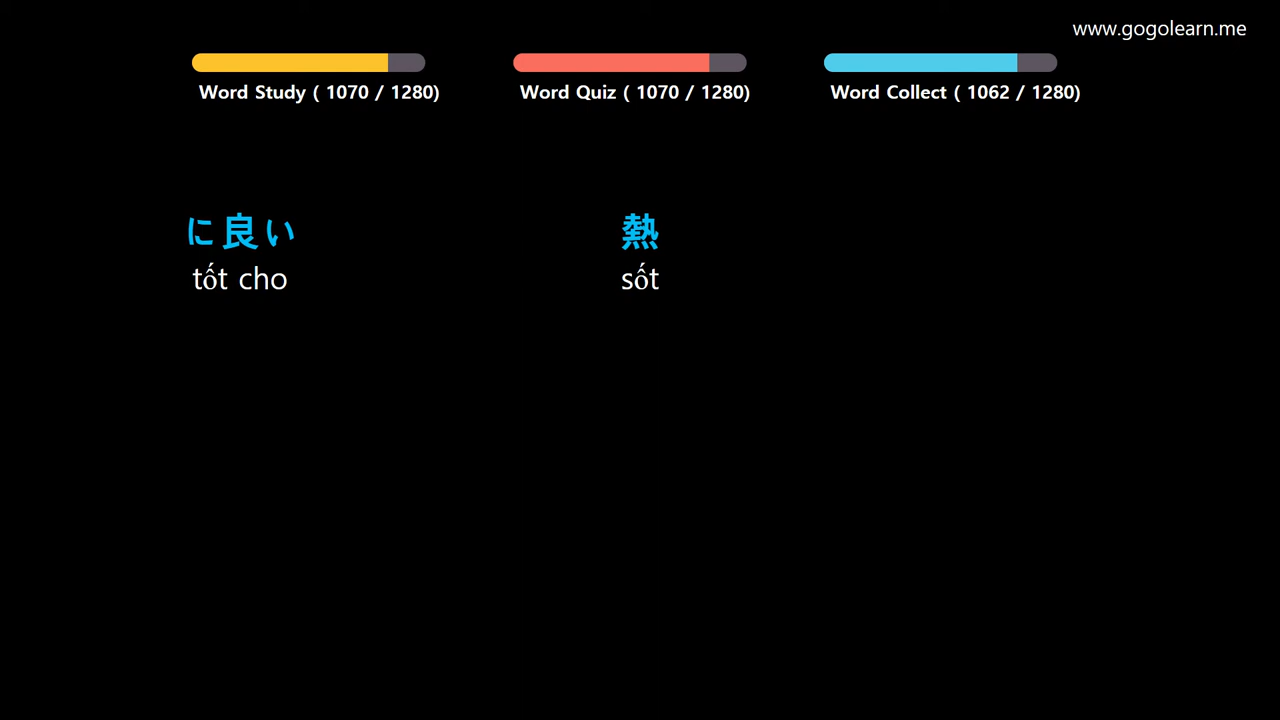 www.gogolearn.me
Word Study ( 1070 / 1280)
Word Quiz ( 1070 / 1280)
Word Collect ( 1062 / 1280)
に良い
tốt cho
熱
sốt